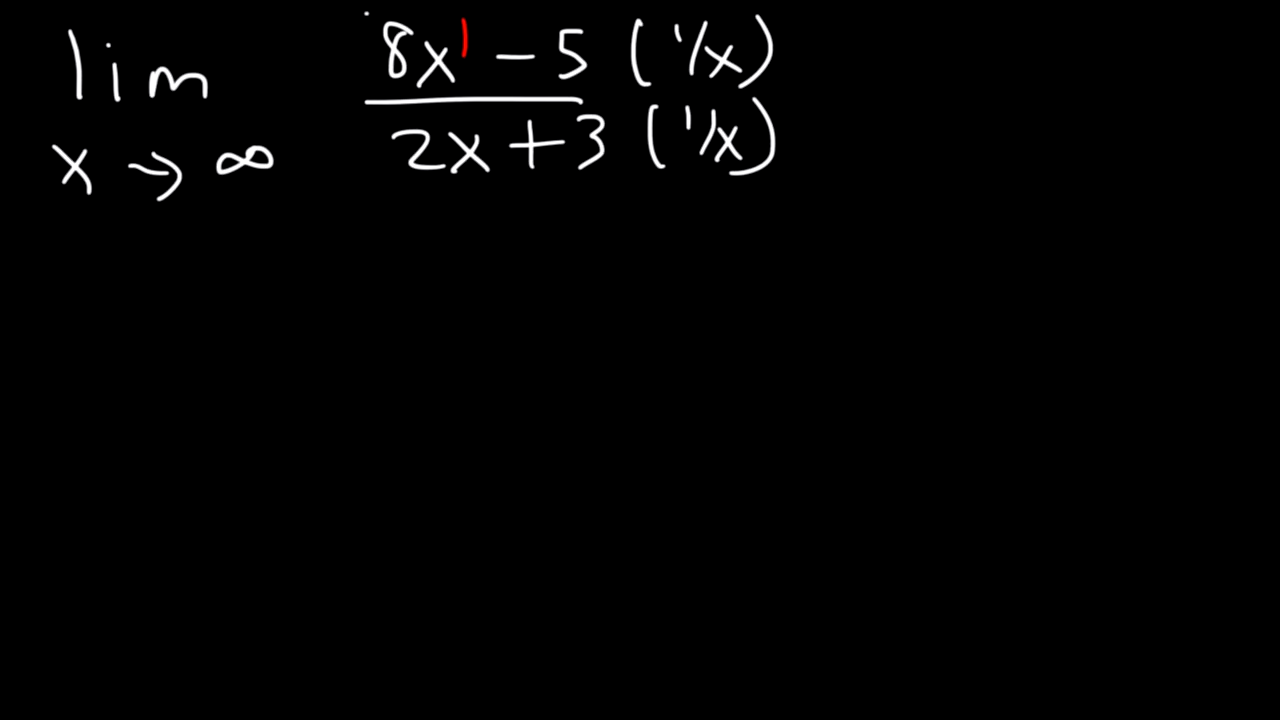 lim 8x¹ - 5 (1/x)
x → ∞ 2x + 3 (1/x)